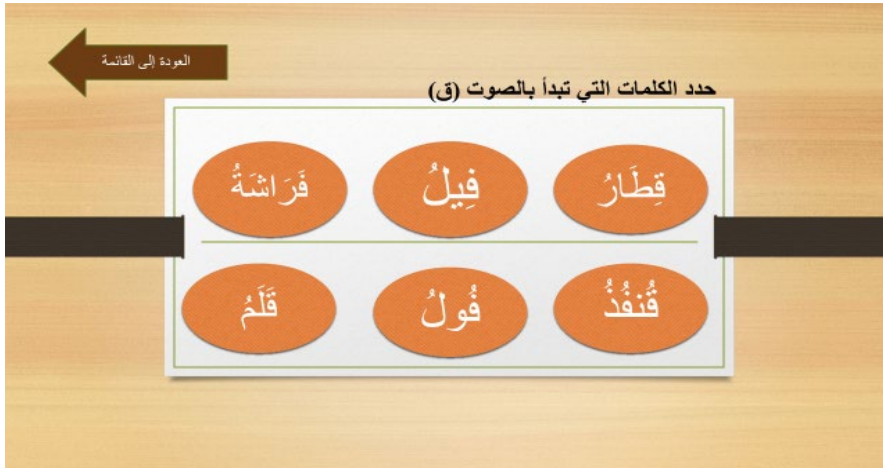 العودة إلى القائمة
حدد الكلمات التي تبدأ بالصوت (ق)
قِطَارُ فِيلُ فَرَاشَةُ
قُنفُذُ فُولُ قَلَمُ